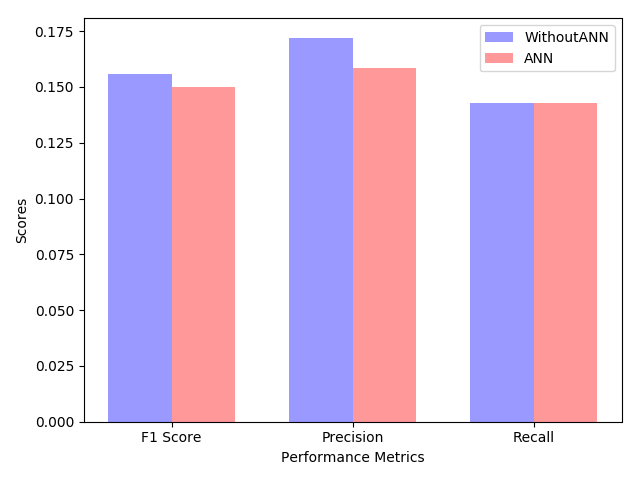 0.175
0.150
0.125
0.100
0.075
0.050
0.025
0.000
Scores
WithoutANN
ANN
F1 Score
Precision
Recall
Performance Metrics